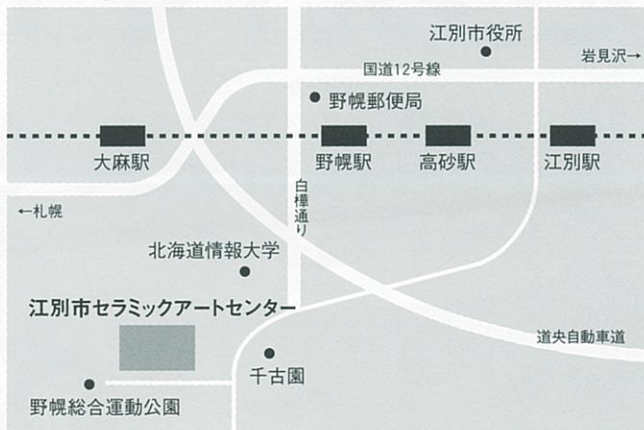 江別市役所
岩見沢→
国道12号線
野幌郵便局
大麻駅
野幌駅
高砂駅
江別駅
白樺通り
←札幌
北海道情報大学
江別市セラミックアートセンター
道央自動車道
千古園
野幌総合運動公園